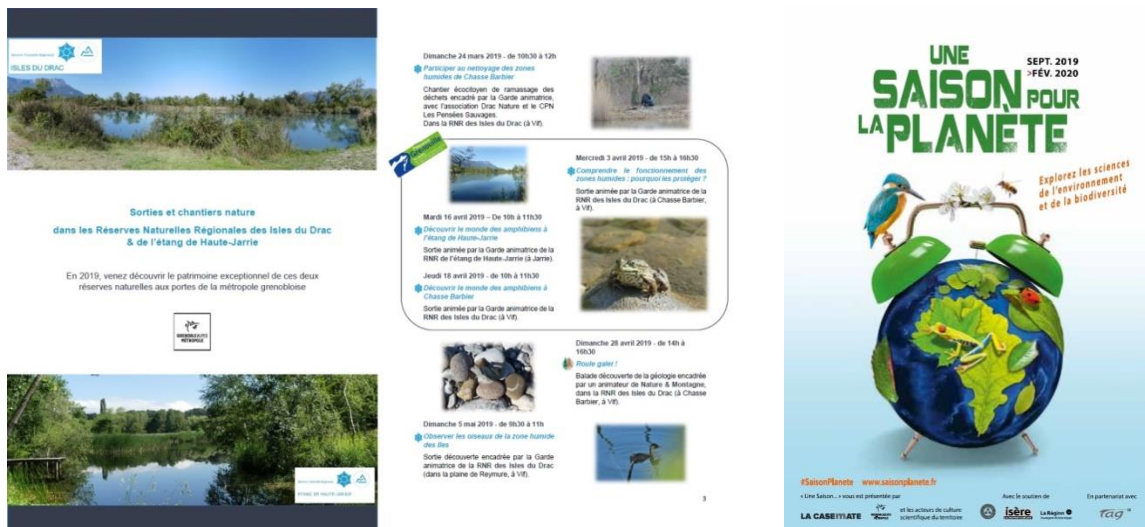 ISLES DU DRAC
Sorties et chantiers nature
dans les Réserves Naturelles Régionales des Isles du Drac
& de l'étang de Haute-Jarrie
En 2019, venez découvrir le patrimoine exceptionnel de ces deux
réserves naturelles aux portes de la métropole grenobloise
GRENOBLE ALPES
MÉTROPOLE
ÉTANG DE HAUTE-JARRIE
Dimanche 24 mars 2019 - de 10h30 à 12h
Participer au nettoyage des zones
humides de Chasse Barbier
Chantier écocitoyen de ramassage des
déchets encadré par la Garde animatrice,
avec l'association Drac Nature et le CPN
Les Pensées Sauvages.
Dans la RNR des Isles du Drac (à Vif).
Mercredi 3 avril 2019 - de 15h à 16h30
Comprendre le fonctionnement des
zones humides : pourquoi les protéger ?
Sortie animée par la Garde animatrice de la
RNR des Isles du Drac (à Chasse Barbier,
à Vif).
Mardi 16 avril 2019 – De 10h à 11h30
Découvrir le monde des amphibiens à
l'étang de Haute-Jarrie
Sortie animée par la Garde animatrice de la
RNR de l'étang de Haute-Jarrie (à Jarrie).
Jeudi 18 avril 2019 - de 10h à 11h30
Découvrir le monde des amphibiens à
Chasse Barbier
Sortie animée par la Garde animatrice de la
RNR des Isles du Drac (à Vif).
Dimanche 28 avril 2019 - de 14h à
16h30
Roule galet !
Balade découverte de la géologie encadrée
par un animateur de Nature & Montagne,
dans la RNR des Isles du Drac (à Chasse
Barbier, à Vif).
Dimanche 5 mai 2019 - de 9h30 à 11h
Observer les oiseaux de la zone humide
des Iles
Sortie découverte encadrée par la Garde
animatrice de la RNR des Isles du Drac
(dans la plaine de Reymure, à Vif).
3
UNE
SAISON POUR
LA PLANÈTE
SEPT. 2019
>FÉV. 2020
Explorez les sciences
de l'environnement
et de la biodiversité
#SaisonPlanete www.saisonplanete.fr
« Une Saison... » vous est présentée par
LA CASEMATE
et les acteurs de culture
scientifique du territoire
Avec le soutien de
isère
La Région
En partenariat avec
tag